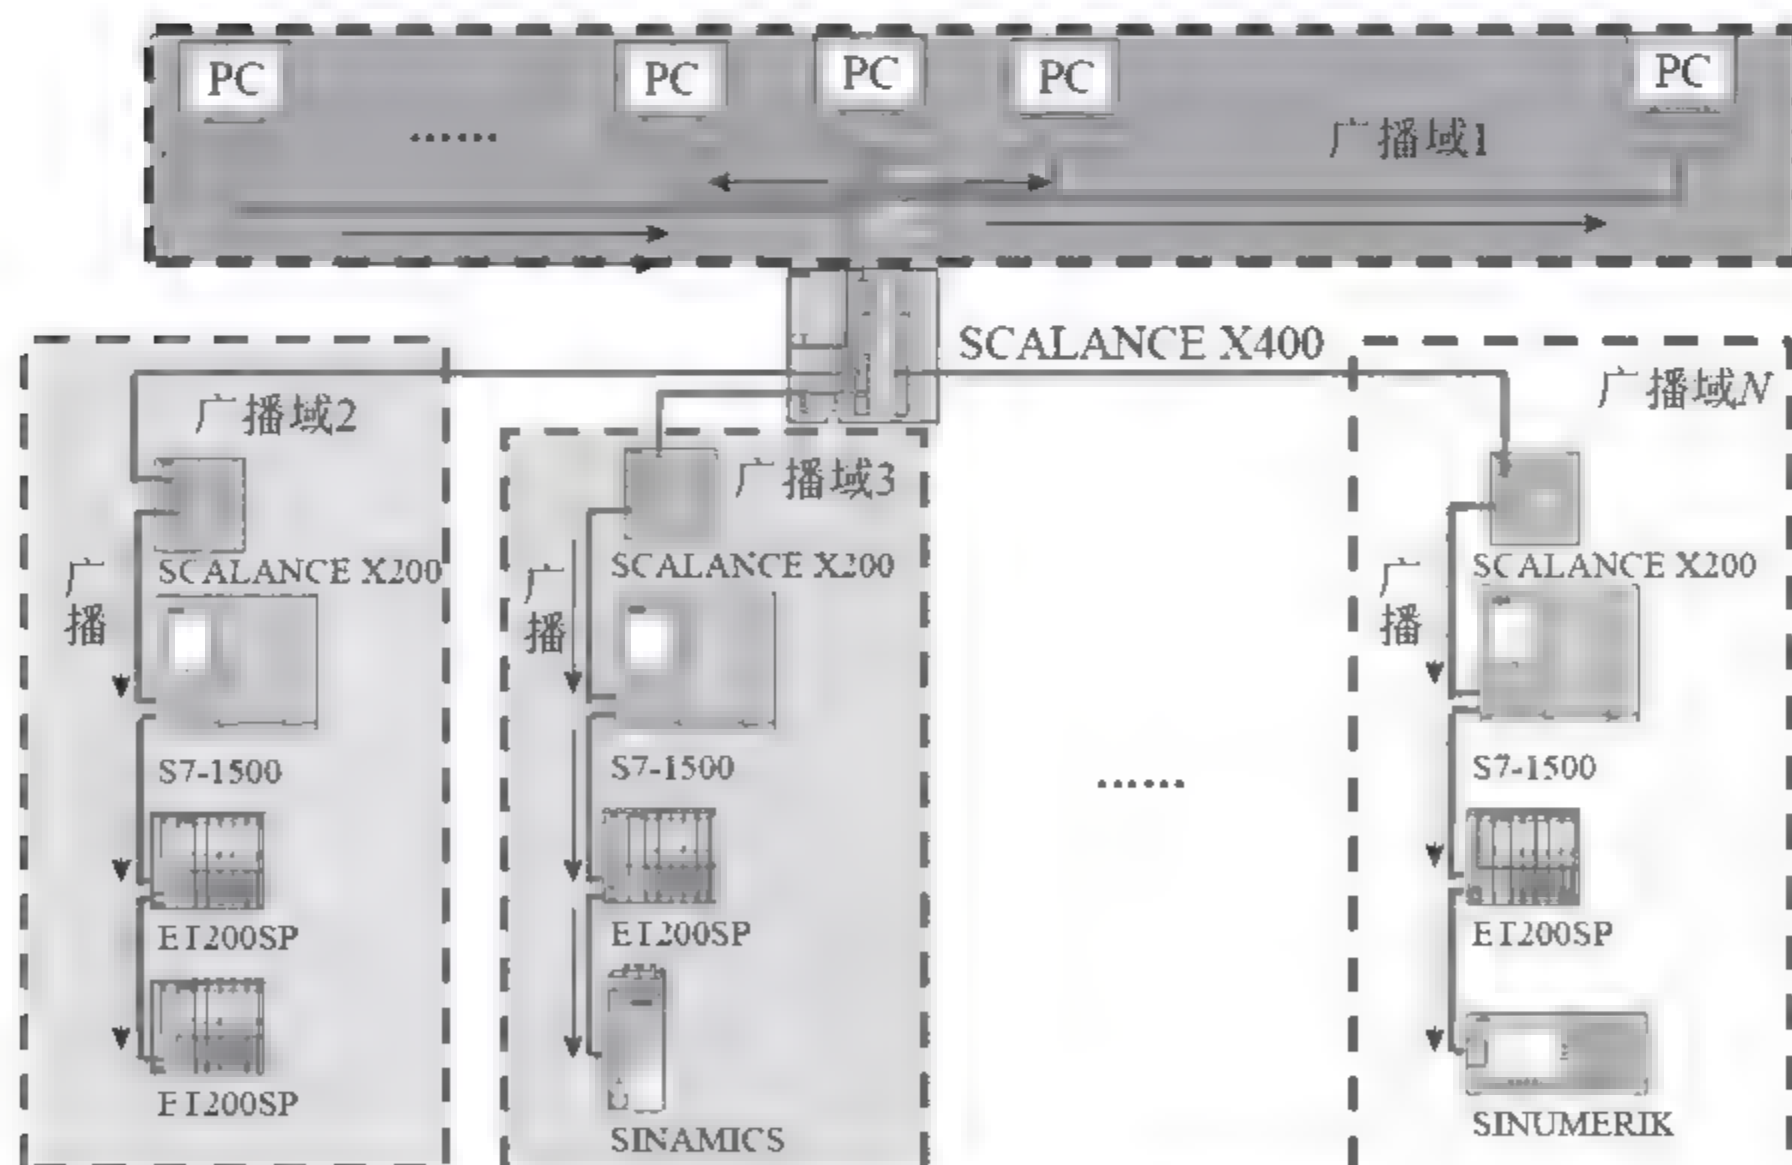 PC
PC
PC
PC
PC
……
广播域1
SCALANCE X400
广播域2
广播
SCALANCE X200
S7-1500
ET200SP
ET200SP
广播域3
广播
SCALANCE X200
S7-1500
ET200SP
SINAMICS
……
广播域N
广播
SCALANCE X200
S7-1500
ET200SP
SINUMERIK